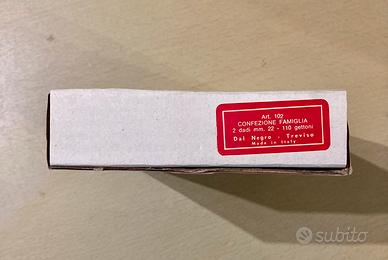 Art. 102
CONFEZIONE FAMIGLIA
2 dadi mm. 22 - 110 gettoni
Dal Negro - Treviso
Made in Italy
subito